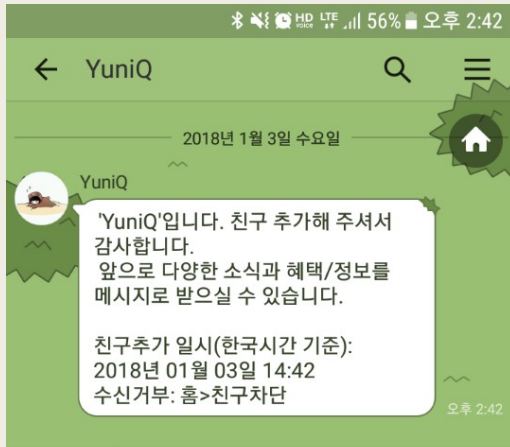 HD voice LTE 56% 오후 2:42
YuniQ
2018년 1월 3일 수요일
YuniQ
'YuniQ'입니다. 친구 추가해 주셔서
감사합니다.
앞으로 다양한 소식과 혜택/정보를
메시지로 받으실 수 있습니다.
친구추가 일시(한국시간 기준):
2018년 01월 03일 14:42
수신거부: 홈>친구차단
오후 2:42